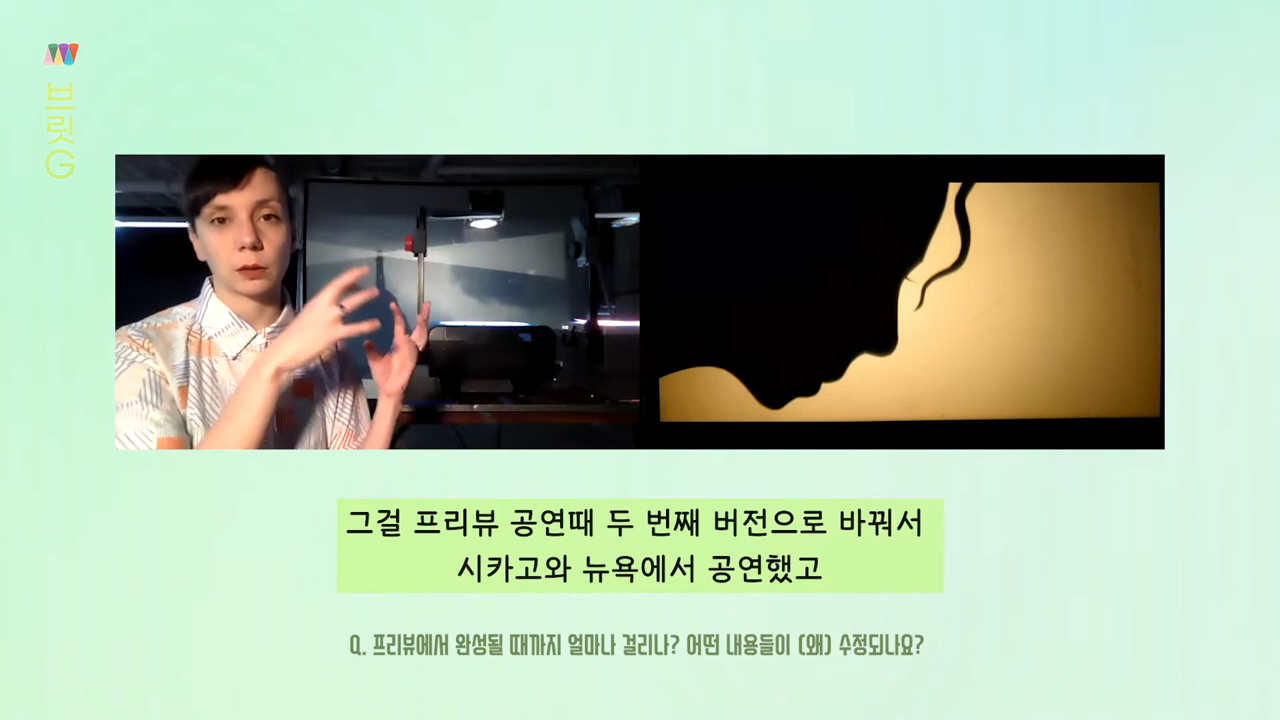 브릿G
그걸 프리뷰 공연때 두 번째 버전으로 바꿔서
시카고와 뉴욕에서 공연했고
Q. 프리뷰에서 완성될 때까지 얼마나 걸리나? 어떤 내용들이 (왜) 수정되나요?